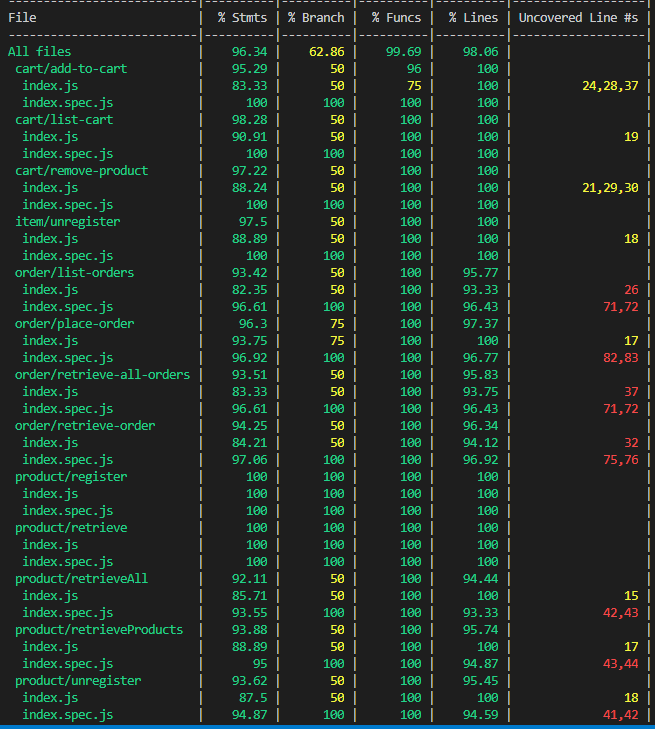 File | % Stmts | % Branch | % Funcs | % Lines | Uncovered Line #s |
All files | 96.34 | 62.86 | 99.69 | 98.06 | |
cart/add-to-cart | 95.29 | 50 | 96 | 100 | |
index.js | 83.33 | 50 | 75 | 100 | 24,28,37 |
index.spec.js | 100 | 100 | 100 | 100 | |
cart/list-cart | 98.28 | 50 | 100 | 100 | |
index.js | 90.91 | 50 | 100 | 100 | 19 |
index.spec.js | 100 | 100 | 100 | 100 | |
cart/remove-product | 97.22 | 50 | 100 | 100 | |
index.js | 88.24 | 50 | 100 | 100 | 21,29,30 |
index.spec.js | 100 | 100 | 100 | 100 | |
item/unregister | 97.5 | 50 | 100 | 100 | |
index.js | 88.89 | 50 | 100 | 100 | 18 |
index.spec.js | 100 | 100 | 100 | 100 | |
order/list-orders | 93.42 | 50 | 100 | 95.77 | |
index.js | 82.35 | 50 | 100 | 93.33 | 26 |
index.spec.js | 96.61 | 100 | 100 | 96.43 | 71,72 |
order/place-order | 96.3 | 75 | 100 | 97.37 | |
index.js | 93.75 | 75 | 100 | 100 | 17 |
index.spec.js | 96.92 | 100 | 100 | 96.77 | 82,83 |
order/retrieve-all-orders | 93.51 | 50 | 100 | 95.83 | |
index.js | 83.33 | 50 | 100 | 93.75 | 37 |
index.spec.js | 96.61 | 100 | 100 | 96.43 | 71,72 |
order/retrieve-order | 94.25 | 50 | 100 | 96.34 | |
index.js | 84.21 | 50 | 100 | 94.12 | 32 |
index.spec.js | 97.06 | 100 | 100 | 96.92 | 75,76 |
product/register | 100 | 100 | 100 | 100 | |
index.js | 100 | 100 | 100 | 100 | |
index.spec.js | 100 | 100 | 100 | 100 | |
product/retrieve | 100 | 100 | 100 | 100 | |
index.js | 100 | 100 | 100 | 100 | |
index.spec.js | 100 | 100 | 100 | 100 | |
product/retrieveAll | 92.11 | 50 | 100 | 94.44 | |
index.js | 85.71 | 50 | 100 | 100 | 15 |
index.spec.js | 93.55 | 100 | 100 | 93.33 | 42,43 |
product/retrieveProducts | 93.88 | 50 | 100 | 95.74 | |
index.js | 88.89 | 50 | 100 | 100 | 17 |
index.spec.js | 95 | 100 | 100 | 94.87 | 43,44 |
product/unregister | 93.62 | 50 | 100 | 95.45 | |
index.js | 87.5 | 50 | 100 | 100 | 18 |
index.spec.js | 94.87 | 100 | 100 | 94.59 | 41,42 |